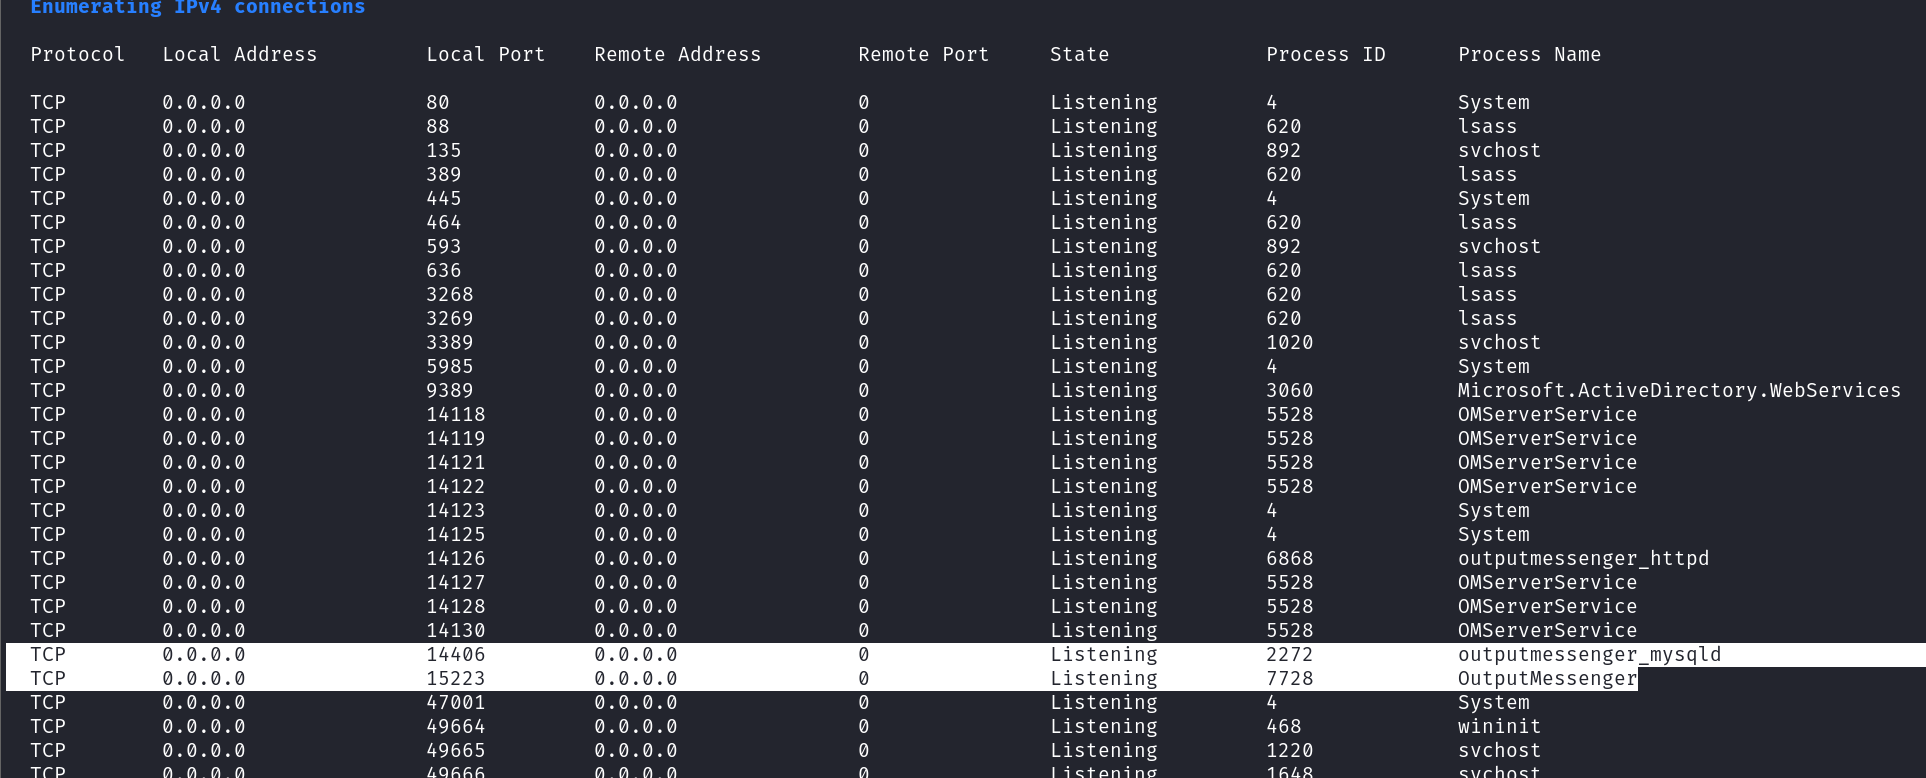 Enumerating IPv4 connections
Protocol   Local Address         Local Port    Remote Address        Remote Port     State             Process ID      Process Name
TCP        0.0.0.0               80            0.0.0.0               0               Listening         4               System
TCP        0.0.0.0               88            0.0.0.0               0               Listening         620             lsass
TCP        0.0.0.0               135           0.0.0.0               0               Listening         892             svchost
TCP        0.0.0.0               389           0.0.0.0               0               Listening         620             lsass
TCP        0.0.0.0               445           0.0.0.0               0               Listening         4               System
TCP        0.0.0.0               464           0.0.0.0               0               Listening         620             lsass
TCP        0.0.0.0               593           0.0.0.0               0               Listening         892             svchost
TCP        0.0.0.0               636           0.0.0.0               0               Listening         620             lsass
TCP        0.0.0.0               3268          0.0.0.0               0               Listening         620             lsass
TCP        0.0.0.0               3269          0.0.0.0               0               Listening         620             lsass
TCP        0.0.0.0               3389          0.0.0.0               0               Listening         1020            svchost
TCP        0.0.0.0               5985          0.0.0.0               0               Listening         4               System
TCP        0.0.0.0               9389          0.0.0.0               0               Listening         3060            Microsoft.ActiveDirectory.WebServices
TCP        0.0.0.0               14118         0.0.0.0               0               Listening         5528            OMServerService
TCP        0.0.0.0               14119         0.0.0.0               0               Listening         5528            OMServerService
TCP        0.0.0.0               14121         0.0.0.0               0               Listening         5528            OMServerService
TCP        0.0.0.0               14122         0.0.0.0               0               Listening         5528            OMServerService
TCP        0.0.0.0               14123         0.0.0.0               0               Listening         4               System
TCP        0.0.0.0               14125         0.0.0.0               0               Listening         4               System
TCP        0.0.0.0               14126         0.0.0.0               0               Listening         6868            outputmessenger_httpd
TCP        0.0.0.0               14127         0.0.0.0               0               Listening         5528            OMServerService
TCP        0.0.0.0               14128         0.0.0.0               0               Listening         5528            OMServerService
TCP        0.0.0.0               14130         0.0.0.0               0               Listening         5528            OMServerService
TCP        0.0.0.0               14406         0.0.0.0               0               Listening         2272            outputmessenger_mysqld
TCP        0.0.0.0               15223         0.0.0.0               0               Listening         7728            OutputMessenger
TCP        0.0.0.0               47001         0.0.0.0               0               Listening         4               System
TCP        0.0.0.0               49664         0.0.0.0               0               Listening         468             wininit
TCP        0.0.0.0               49665         0.0.0.0               0               Listening         1220            svchost
TCP        0.0.0.0               49666         0.0.0.0               0               Listening         1648            svchost